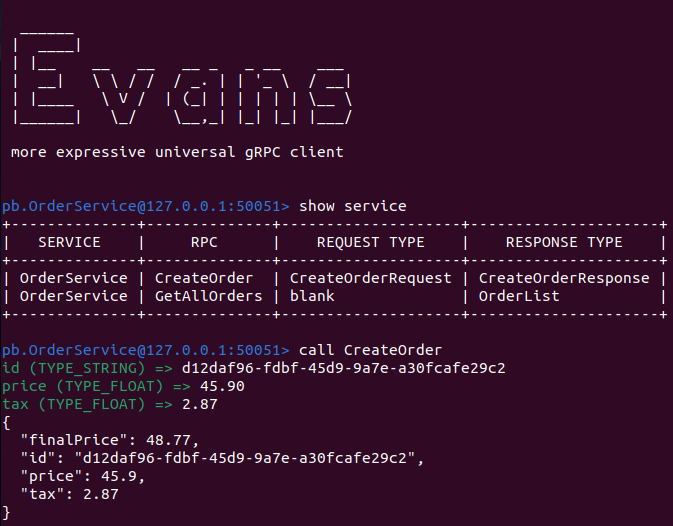 Evans
more expressive universal gRPC client
pb.OrderService@127.0.0.1:50051> show service
+--------------+--------------+--------------------+---------------------+
|   SERVICE    |     RPC      |    REQUEST TYPE    |    RESPONSE TYPE    |
+--------------+--------------+--------------------+---------------------+
| OrderService | CreateOrder  | CreateOrderRequest | CreateOrderResponse |
| OrderService | GetAllOrders | blank              | OrderList           |
+--------------+--------------+--------------------+---------------------+
pb.OrderService@127.0.0.1:50051> call CreateOrder
id (TYPE_STRING) => d12daf96-fdbf-45d9-9a7e-a30fcafe29c2
price (TYPE_FLOAT) => 45.90
tax (TYPE_FLOAT) => 2.87
{
  "finalPrice": 48.77,
  "id": "d12daf96-fdbf-45d9-9a7e-a30fcafe29c2",
  "price": 45.9,
  "tax": 2.87
}